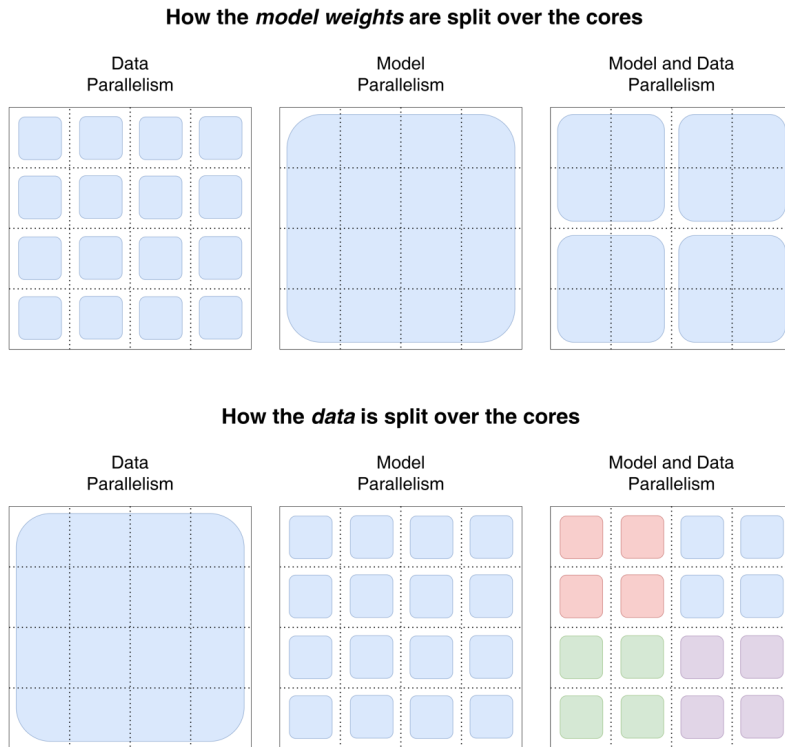 How the model weights are split over the cores
Data
Parallelism
Model
Parallelism
Model and Data
Parallelism
How the data is split over the cores
Data
Parallelism
Model
Parallelism
Model and Data
Parallelism